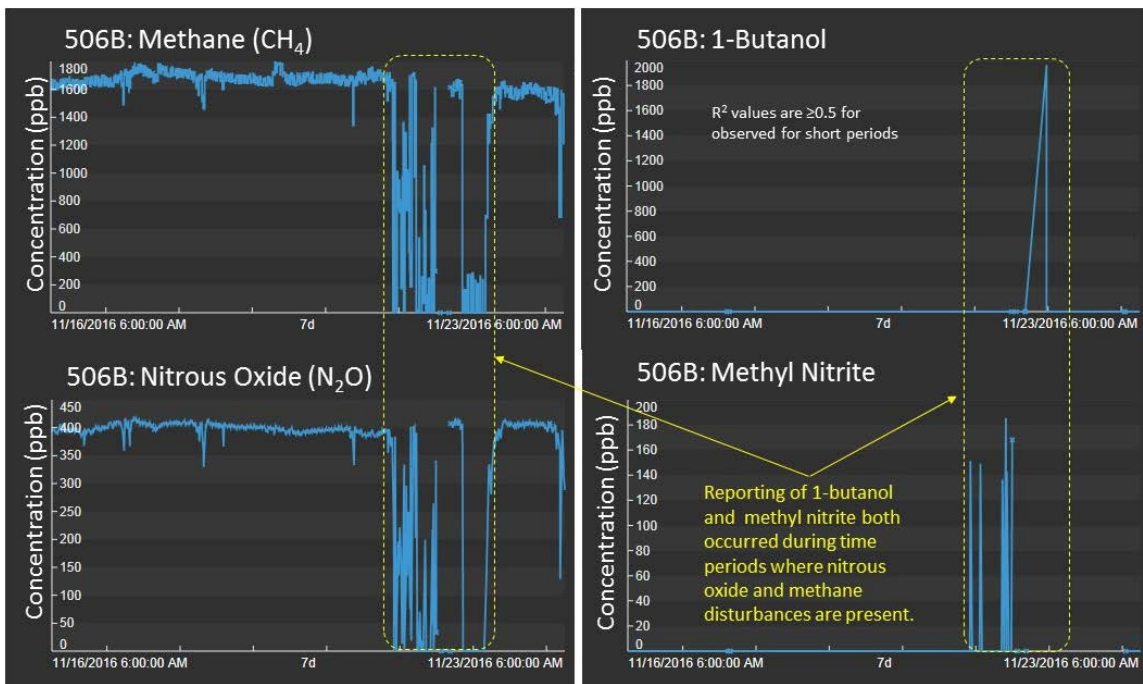 506B: Methane (CH₄)
Concentration (ppb)
1800
1600
1400
1200
1000
800
600
400
200
0
11/16/2016 6:00:00 AM 7d 11/23/2016 6:00:00 AM
506B: 1-Butanol
Concentration (ppb)
2000
1800
1600
1400
1200
1000
800
600
400
200
0
R² values are ≥0.5 for
observed for short periods
11/16/2016 6:00:00 AM 7d 11/23/2016 6:00:00 AM
506B: Nitrous Oxide (N₂O)
Concentration (ppb)
450
400
350
300
250
200
450
100
50
0
11/16/2016 6:00:00 AM 7d 11/23/2016 6:00:00 AM
506B: Methyl Nitrite
Concentration (ppb)
200
180
160
140
120
100
80
60
40
20
0
Reporting of 1-butanol
and methyl nitrite both
occurred during time
periods where nitrous
oxide and methane
disturbances are present.
11/16/2016 6:00:00 AM 7d 11/23/2016 6:00:00 AM